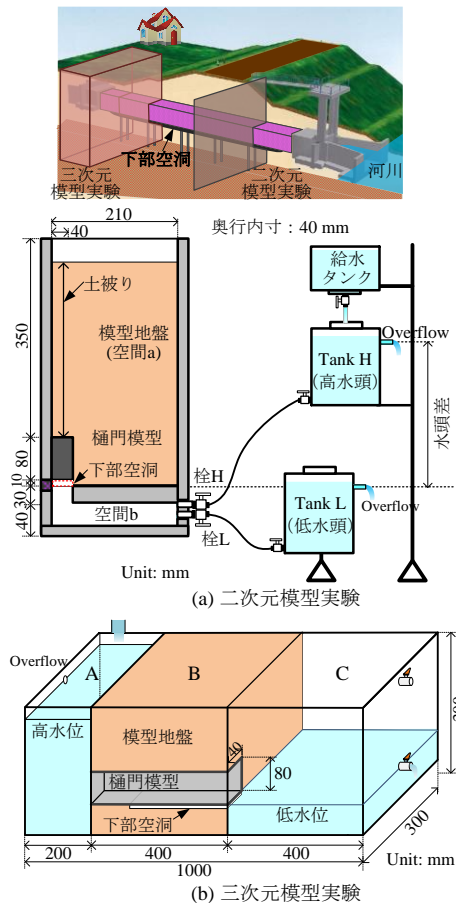 下部空洞
三次元
模型実験
二次元
模型実験
河川
210
40
奥行内寸：40 mm
給水
タンク
土被り
350
模型地盤
(空間a)
Overflow
Tank H
(高水頭)
水頭差
樋門模型
80
下部空洞
10
30
40
栓H
空間b
栓L
Tank L
(低水頭)
Overflow
Unit: mm
(a) 二次元模型実験
Overflow
A
B
C
高水位
模型地盤
40
樋門模型
80
下部空洞
低水位
300
200
400
400
1000
Unit: mm
(b) 三次元模型実験